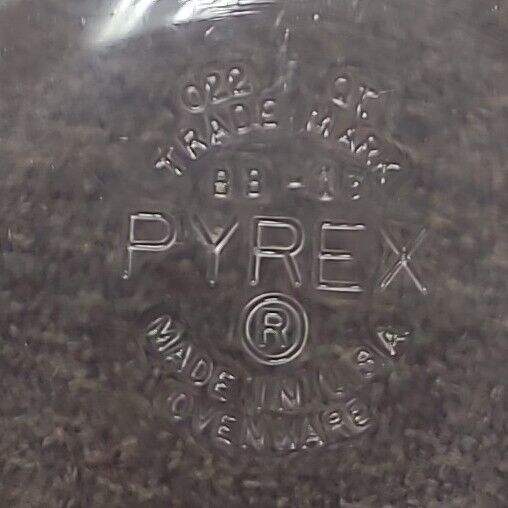 022 QT.
TRADE MARK
PYREX
®
MADE IN U.S.A
OVENWARE